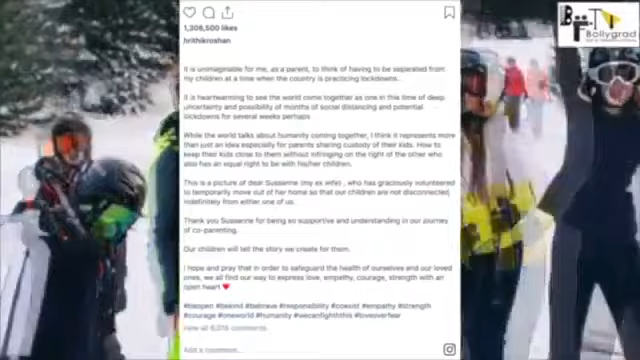 1,306,500 likes
hrithikroshan
It is unimaginable for me, as a parent, to think of having to be separated from
my children at a time when the country is practicing lockdowns.
It is heartwarming to see the world come together as one in this time of deep
uncertainty and possibility of months of social distancing and potential
lockdowns for several weeks perhaps
While the world talks about humanity coming together, I think it represents more
than just an idea especially for parents sharing custody of their kids. How to
keep their kids close to them without infringing on the right of the other who
also has an equal right to be with his/her children.
This is a picture of dear Sussanne (my ex wife) , who has graciously volunteered
to temporarily move out of her home so that our children are not disconnected
indefinitely from either one of us.
Thank you Sussanne for being so supportive and understanding in our journey
of co-parenting.
Our children will tell the story we create for them.
I hope and pray that in order to safeguard the health of ourselves and our loved
ones, we all find our way to express love, empathy, courage, strength with an
open heart ❤
#beopen #bekind #bebrave #responsibility #coexist #empathy #strength
#courage #oneworld #humanity #wecanfightthis #loveoverfear
View all comments
Add a comment...
Bollygrad